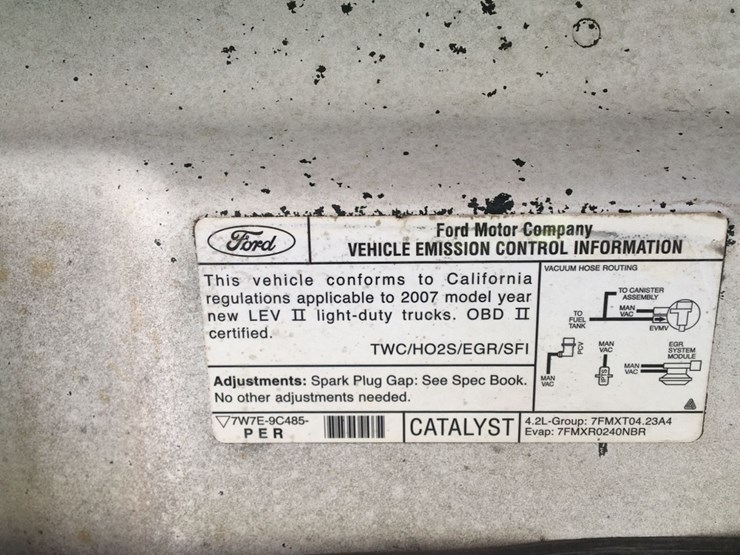 Ford
Ford Motor Company
VEHICLE EMISSION CONTROL INFORMATION
This vehicle conforms to California
regulations applicable to 2007 model year
new LEV II light-duty trucks. OBD II
certified.
TWC/HO2S/EGR/SFI
Adjustments: Spark Plug Gap: See Spec Book.
No other adjustments needed.
VACUUM HOSE ROUTING
TO CANISTER
ASSEMBLY
MAN
VAC
TO
FUEL
TANK
EVMV
PCV
MAN
VAC
MAN
VAC
EGR
SYSTEM
MODULE
MAN
VAC
7W7E-9C485-
PER
CATALYST
4.2L-Group: 7FMXT04.23A4
Evap: 7FMXR0240NBR